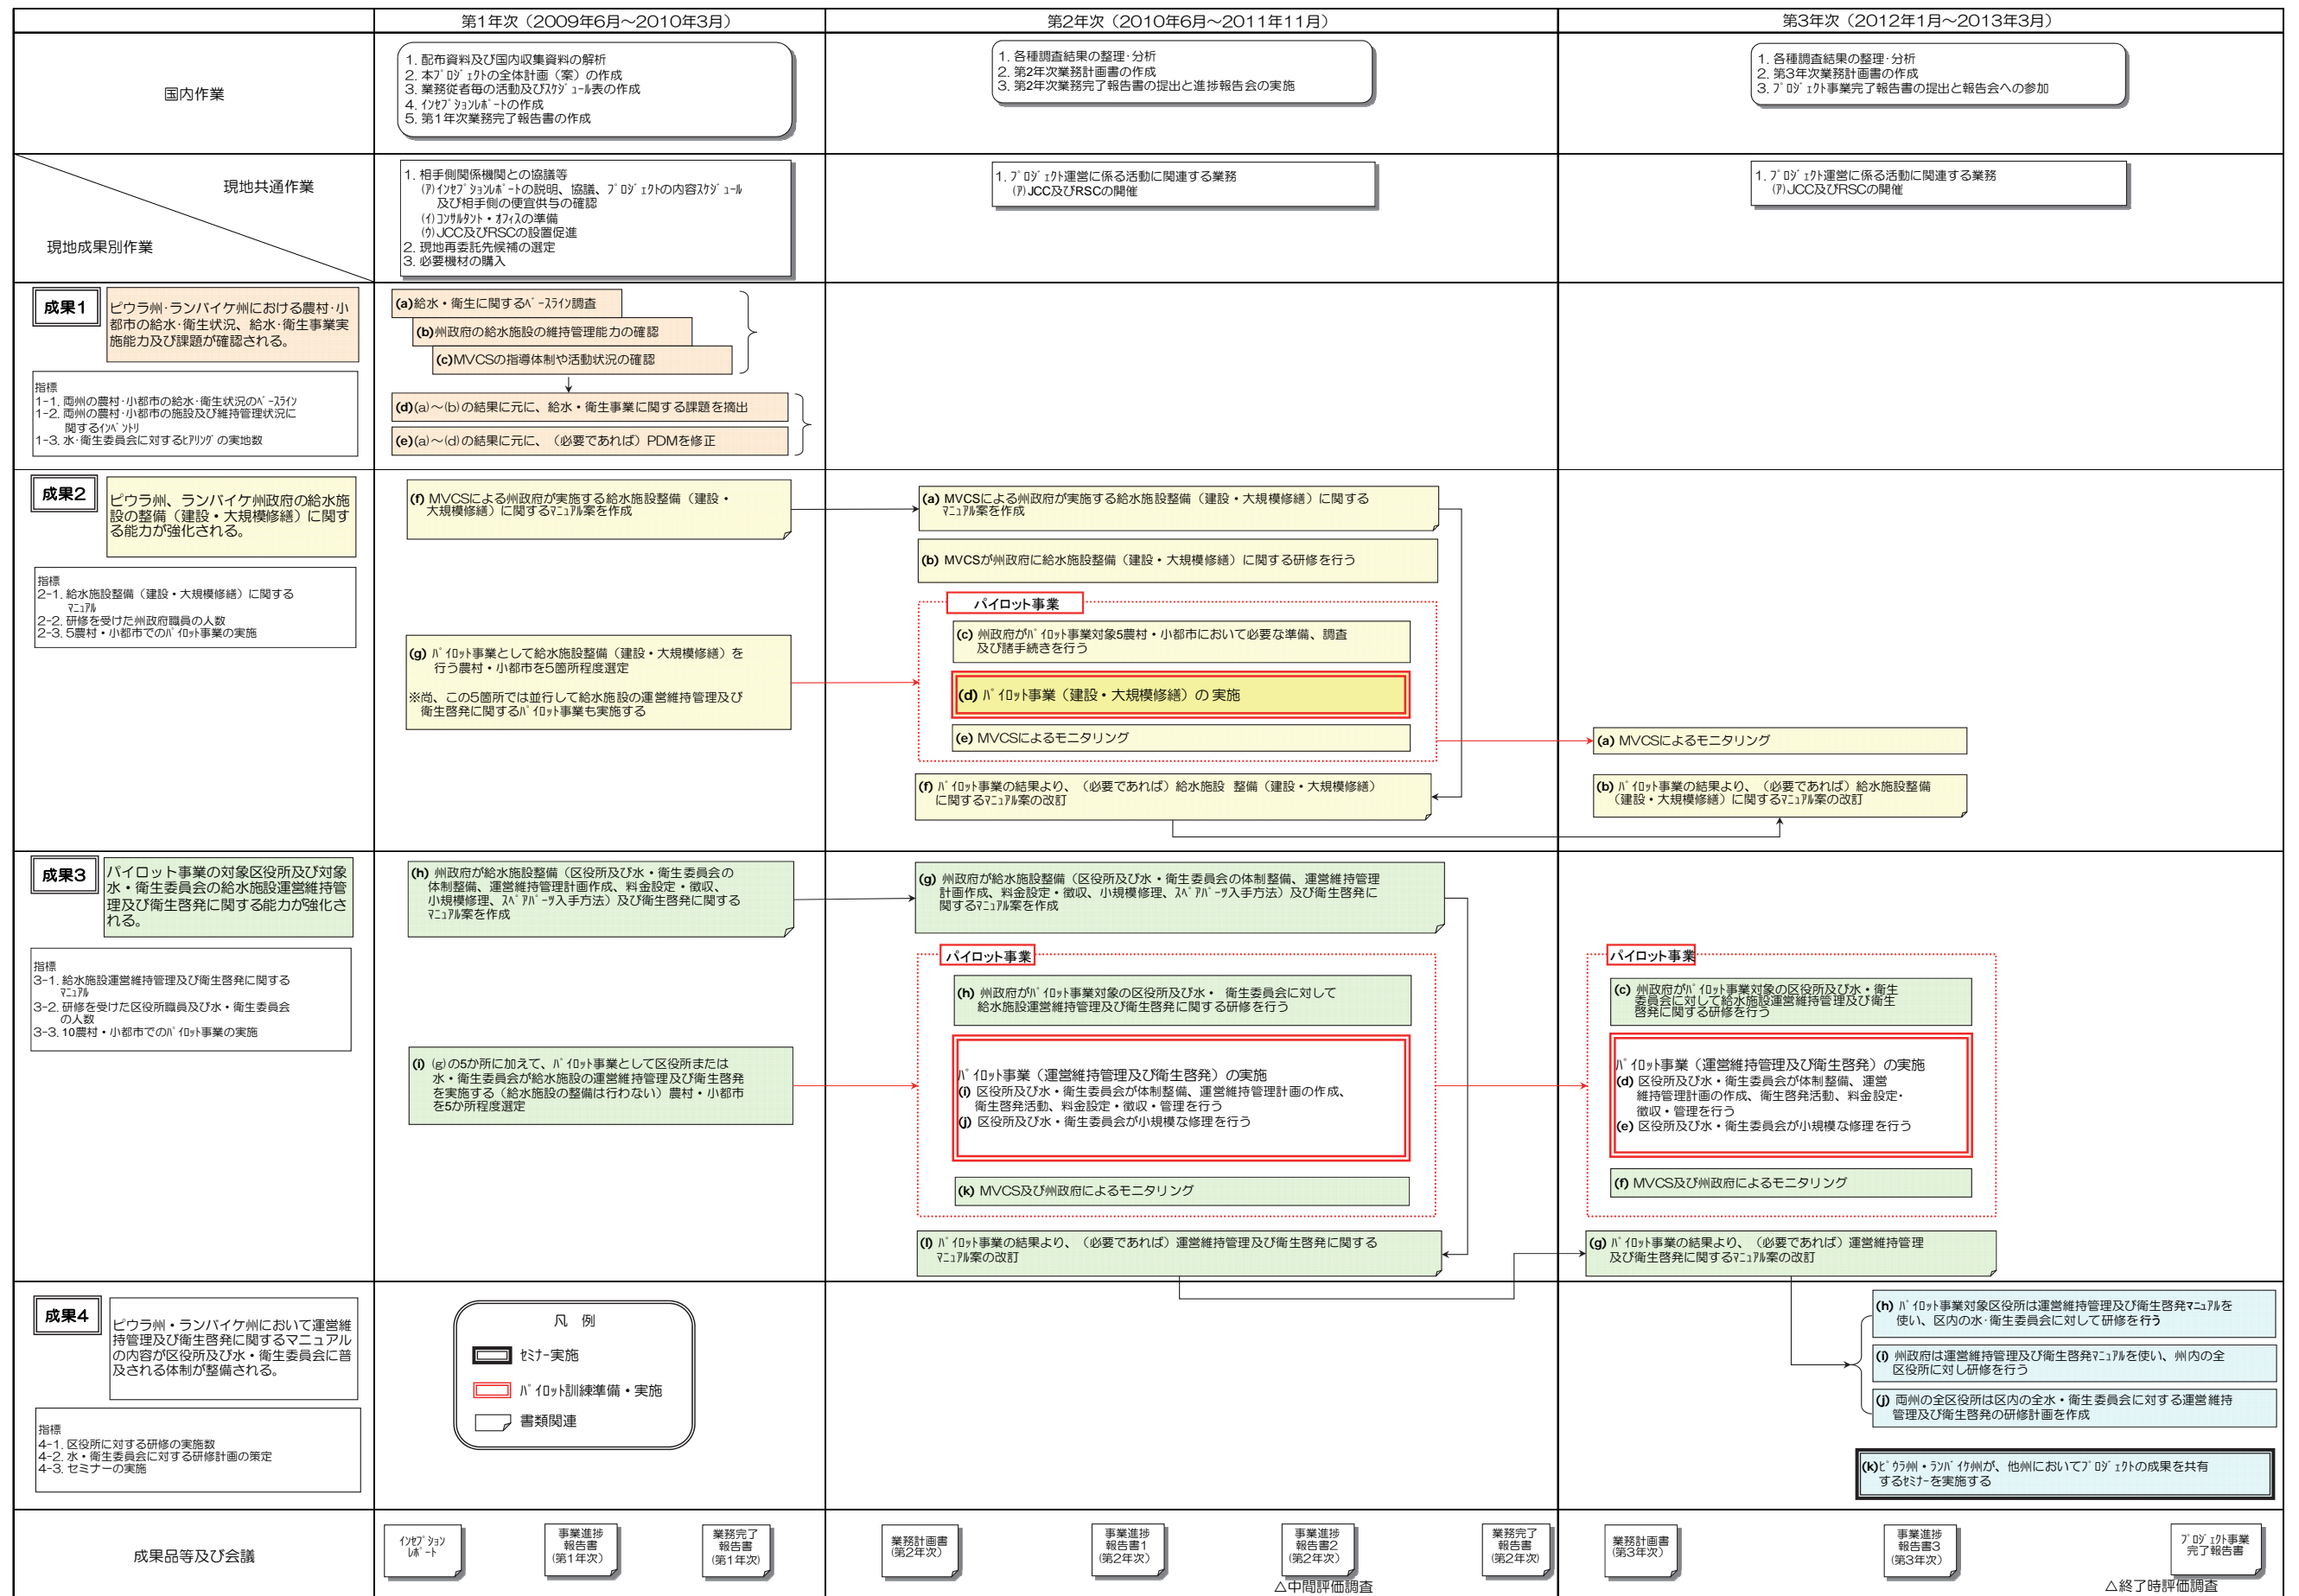 第1年次（2009年6月～2010年3月）
第2年次（2010年6月～2011年11月）
第3年次（2012年1月～2013年3月）
国内作業
1. 配布資料及び国内収集資料の解析
2. 本ﾌﾟﾛｼﾞｪｸﾄの全体計画（案）の作成
3. 業務従者毎の活動及びｽｹｼﾞｭｰﾙ表の作成
4. ｲﾝｾﾌﾟｼｮﾝﾚﾎﾟｰﾄの作成
5. 第1年次業務完了報告書の作成
1. 各種調査結果の整理･分析
2. 第2年次業務計画書の作成
3. 第2年次業務完了報告書の提出と進捗報告会の実施
1. 各種調査結果の整理･分析
2. 第3年次業務計画書の作成
3. ﾌﾟﾛｼﾞｪｸﾄ事業完了報告書の提出と報告会への参加
現地共通作業
現地成果別作業
1. 相手側関係機関との協議等
(ｱ)ｲﾝｾﾌﾟｼｮﾝﾚﾎﾟｰﾄの説明、協議、ﾌﾟﾛｼﾞｪｸﾄの内容ｽｹｼﾞｭｰﾙ
及び相手側の便宜供与の確認
(ｲ)ｺﾝｻﾙﾀﾝﾄ・ｵﾌｨｽの準備
(ｳ)JCC及びRSCの設置促進
2. 現地再委託先候補の選定
3. 必要機材の購入
1. ﾌﾟﾛｼﾞｪｸﾄ運営に係る活動に関連する業務
(ｱ)JCC及びRSCの開催
1. ﾌﾟﾛｼﾞｪｸﾄ運営に係る活動に関連する業務
(ｱ)JCC及びRSCの開催
成果1
ピウラ州･ランバイケ州における農村･小
都市の給水･衛生状況、給水･衛生事業実
施能力及び課題が確認される。
指標
1-1. 両州の農村･小都市の給水･衛生状況のﾍﾞｰｽﾗｲﾝ
1-2. 両州の農村･小都市の施設及び維持管理状況に
関するｲﾝﾍﾞﾝﾄﾘ
1-3. 水･衛生委員会に対するﾋｱﾘﾝｸﾞの実地数
(a)給水・衛生に関するﾍﾞｰｽﾗｲﾝ調査
(b)州政府の給水施設の維持管理能力の確認
(c)MVCSの指導体制や活動状況の確認
(d)(a)～(b)の結果に元に、給水・衛生事業に関する課題を摘出
(e)(a)～(d)の結果に元に、（必要であれば）PDMを修正
成果2
ピウラ州、ランバイケ州政府の給水施
設の整備（建設・大規模修繕）に関す
る能力が強化される。
指標
2-1. 給水施設整備（建設・大規模修繕）に関する
ﾏﾆｭｱﾙ
2-2. 研修を受けた州政府職員の人数
2-3. 5農村・小都市でのﾊﾟｲﾛｯﾄ事業の実施
(f) MVCSによる州政府が実施する給水施設整備（建設・
大規模修繕）に関するﾏﾆｭｱﾙ案を作成
(g) ﾊﾟｲﾛｯﾄ事業として給水施設整備（建設・大規模修繕）を
行う農村・小都市を5箇所程度選定
※尚、この5箇所では並行して給水施設の運営維持管理及び
衛生啓発に関するﾊﾟｲﾛｯﾄ事業も実施する
(a) MVCSによる州政府が実施する給水施設整備（建設・大規模修繕）に関する
ﾏﾆｭｱﾙ案を作成
(b) MVCSが州政府に給水施設整備（建設・大規模修繕）に関する研修を行う
パイロット事業
(c) 州政府がﾊﾟｲﾛｯﾄ事業対象5農村・小都市において必要な準備、調査
及び諸手続きを行う
(d) ﾊﾟｲﾛｯﾄ事業（建設・大規模修繕）の 実施
(e) MVCSによるモニタリング
(f) ﾊﾟｲﾛｯﾄ事業の結果より、（必要であれば）給水施設 整備（建設・大規模修繕）
に関するﾏﾆｭｱﾙ案の改訂
(a) MVCSによるモニタリング
(b) ﾊﾟｲﾛｯﾄ事業の結果より、（必要であれば）給水施設整備
（建設・大規模修繕）に関するﾏﾆｭｱﾙ案の改訂
成果3
パイロット事業の対象区役所及び対象
水・衛生委員会の給水施設運営維持管
理及び衛生啓発に関する能力が強化さ
れる。
指標
3-1. 給水施設運営維持管理及び衛生啓発に関する
ﾏﾆｭｱﾙ
3-2. 研修を受けた区役所職員及び水・衛生委員会
の人数
3-3. 10農村・小都市でのﾊﾟｲﾛｯﾄ事業の実施
(h) 州政府が給水施設整備（区役所及び水・衛生委員会の
体制整備、運営維持管理計画作成、料金設定・徴収、
小規模修理、ｽﾍﾟｱﾊﾟｰﾂ入手方法）及び衛生啓発に関する
ﾏﾆｭｱﾙ案を作成
(i) (g)の5か所に加えて、ﾊﾟｲﾛｯﾄ事業として区役所または
水・衛生委員会が給水施設の運営維持管理及び衛生啓発
を実施する（給水施設の整備は行わない）農村・小都市
を5か所程度選定
(g) 州政府が給水施設整備（区役所及び水・衛生委員会の体制整備、運営維持管理
計画作成、料金設定・徴収、小規模修理、ｽﾍﾟｱﾊﾟｰﾂ入手方法）及び衛生啓発に
関するﾏﾆｭｱﾙ案を作成
パイロット事業
(h) 州政府がﾊﾟｲﾛｯﾄ事業対象の区役所及び水・ 衛生委員会に対して
給水施設運営維持管理及び衛生啓発に関する研修を行う
ﾊﾟｲﾛｯﾄ事業（運営維持管理及び衛生啓発）の実施
(i) 区役所及び水・衛生委員会が体制整備、運営維持管理計画の作成、
衛生啓発活動、料金設定・徴収・管理を行う
(j) 区役所及び水・衛生委員会が小規模な修理を行う
(k) MVCS及び州政府によるモニタリング
(l) ﾊﾟｲﾛｯﾄ事業の結果より、（必要であれば）運営維持管理及び衛生啓発に関する
ﾏﾆｭｱﾙ案の改訂
パイロット事業
(c) 州政府がﾊﾟｲﾛｯﾄ事業対象の区役所及び水・衛生
委員会に対して給水施設運営維持管理及び衛生
啓発に関する研修を行う
ﾊﾟｲﾛｯﾄ事業（運営維持管理及び衛生啓発）の実施
(d) 区役所及び水・衛生委員会が体制整備、運営
維持管理計画の作成、衛生啓発活動、料金設定･
徴収・管理を行う
(e) 区役所及び水・衛生委員会が小規模な修理を行う
(f) MVCS及び州政府によるモニタリング
(g) ﾊﾟｲﾛｯﾄ事業の結果より、（必要であれば）運営維持管理
及び衛生啓発に関するﾏﾆｭｱﾙ案の改訂
成果4
ピウラ州・ランバイケ州において運営維
持管理及び衛生啓発に関するマニュアル
の内容が区役所及び水・衛生委員会に普
及される体制が整備される。
指標
4-1. 区役所に対する研修の実施数
4-2. 水・衛生委員会に対する研修計画の策定
4-3. セミナーの実施
凡 例
ｾﾐﾅｰ実施
ﾊﾟｲﾛｯﾄ訓練準備・実施
書類関連
(h) ﾊﾟｲﾛｯﾄ事業対象区役所は運営維持管理及び衛生啓発ﾏﾆｭｱﾙを
使い、区内の水･衛生委員会に対して研修を行う
(i) 州政府は運営維持管理及び衛生啓発ﾏﾆｭｱﾙを使い、州内の全
区役所に対し研修を行う
(j) 両州の全区役所は区内の全水・衛生委員会に対する運営維持
管理及び衛生啓発の研修計画を作成
(k)ﾋﾟｳﾗ州・ﾗﾝﾊﾞｲｹ州が、他州においてﾌﾟﾛｼﾞｪｸﾄの成果を共有
するｾﾐﾅｰを実施する
成果品等及び会議
ｲﾝｾﾌﾟｼｮﾝ
ﾚﾎﾟｰﾄ
事業進捗
報告書
(第1年次）
業務完了
報告書
(第1年次)
業務計画書
(第2年次）
事業進捗
報告書1
(第2年次）
事業進捗
報告書2
(第2年次）
△中間評価調査
業務完了
報告書
(第2年次)
業務計画書
(第3年次）
事業進捗
報告書3
(第3年次）
ﾌﾟﾛｼﾞｪｸﾄ事業
完了報告書
△終了時評価調査